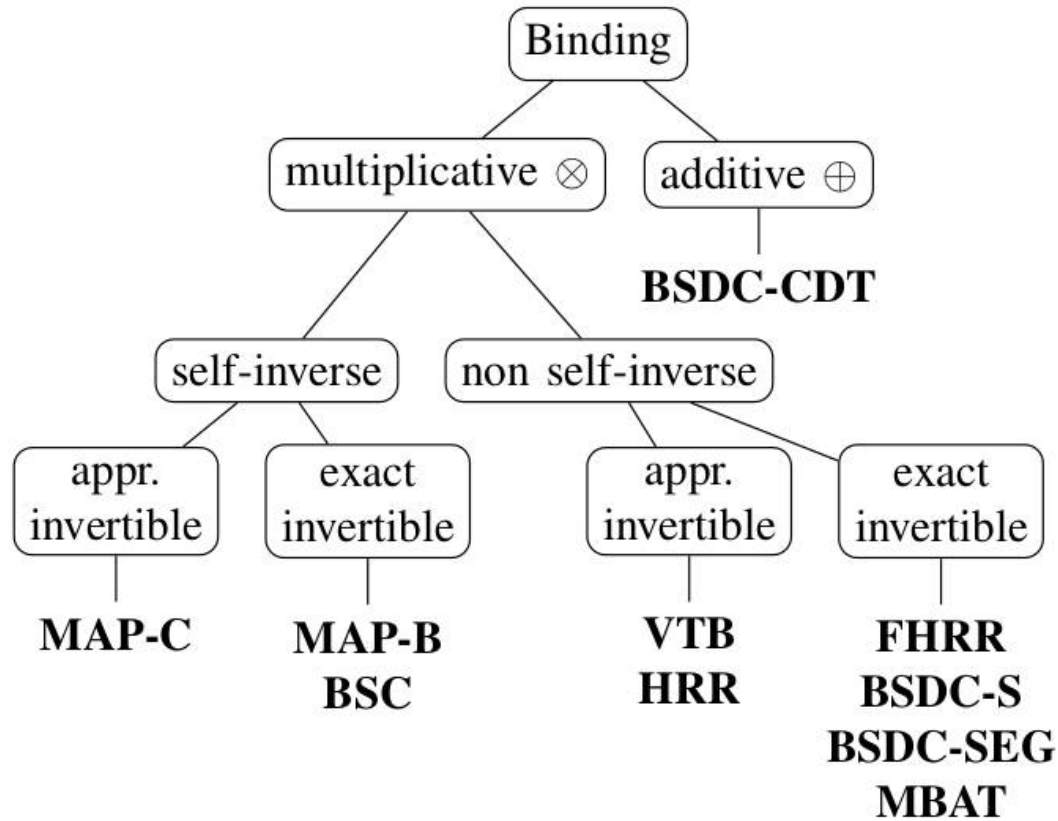 Binding
multiplicative ⊗
additive ⊕
BSDC-CDT
self-inverse
non self-inverse
appr.
invertible
exact
invertible
appr.
invertible
exact
invertible
MAP-C
MAP-B
BSC
VTB
HRR
FHRR
BSDC-S
BSDC-SEG
MBAT